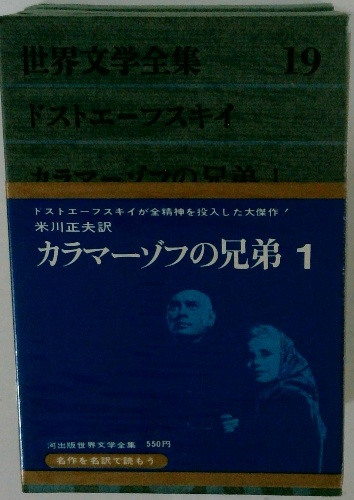 世界文学全集 19
ドストエーフスキイ
カラマーゾフの兄弟 1
ドストエーフスキイが全精神を投入した大傑作!
米川正夫訳
カラマーゾフの兄弟 1
河出版世界文学全集 550円
名作を名訳で読もう